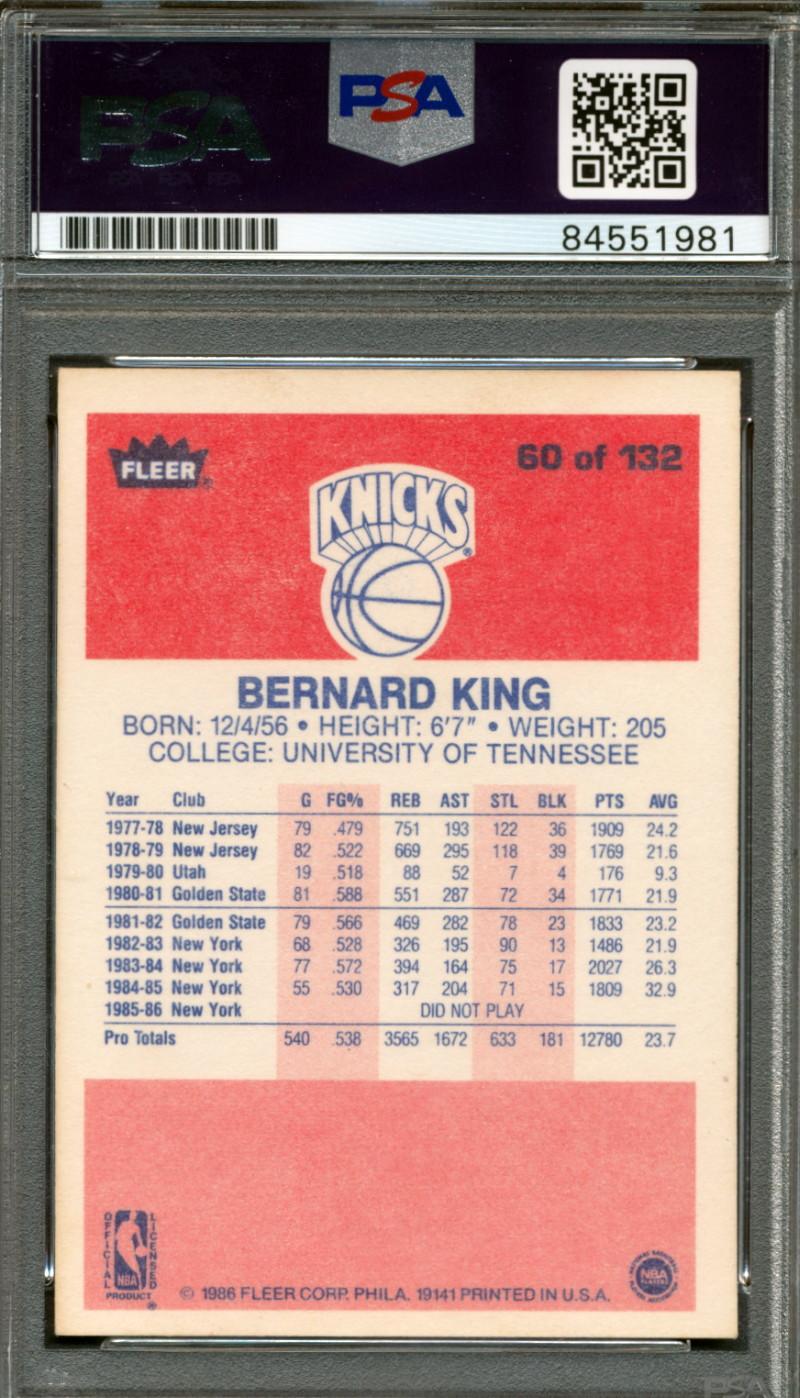 PSA
PSA
84551981
FLEER®
60 of 132
KNICKS®
BERNARD KING
BORN: 12/4/56 • HEIGHT: 6'7" • WEIGHT: 205
COLLEGE: UNIVERSITY OF TENNESSEE
Year Club G FG% REB AST STL BLK PTS AVG
1977-78 New Jersey 79 .479 751 193 122 36 1909 24.2
1978-79 New Jersey 82 .522 669 295 118 39 1769 21.6
1979-80 Utah 19 .518 88 52 7 4 176 9.3
1980-81 Golden State 81 .588 551 287 72 34 1771 21.9
1981-82 Golden State 79 .566 469 282 78 23 1833 23.2
1982-83 New York 68 .528 326 195 90 13 1486 21.9
1983-84 New York 77 .572 394 164 75 17 2027 26.3
1984-85 New York 55 .530 317 204 71 15 1809 32.9
1985-86 New York DID NOT PLAY
Pro Totals 540 .538 3565 1672 633 181 12780 23.7
OFFICIAL
NBA
LICENSED
PRODUCT®
© 1986 FLEER CORP. PHILA. 19141 PRINTED IN U.S.A.
NATIONAL BASKETBALL
NBA
PLAYERS
PLAYERS ASSOCIATION
PSA